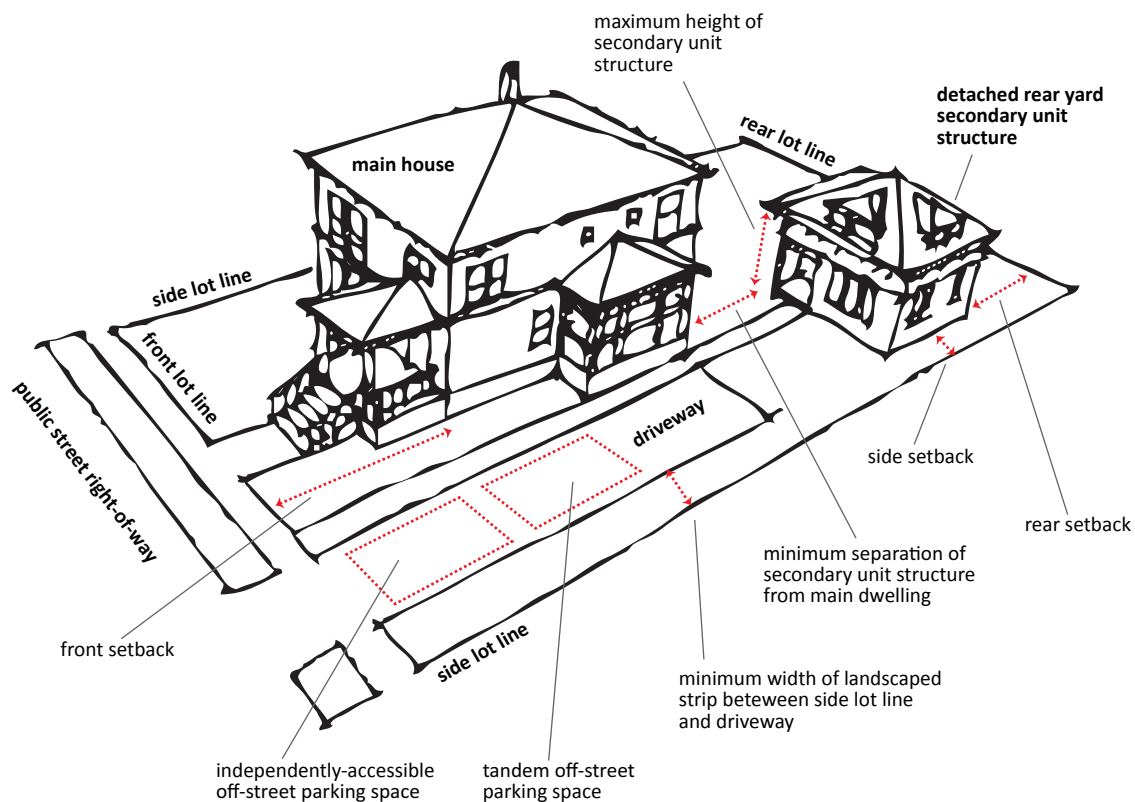 maximum height of
secondary unit
structure
detached rear yard
secondary unit
structure
rear lot line
main house
side lot line
front lot line
public street right-of-way
driveway
side setback
rear setback
minimum separation of
secondary unit structure
from main dwelling
front setback
side lot line
minimum width of landscaped
strip beteween side lot line
and driveway
independently-accessible
off-street parking space
tandem off-street
parking space